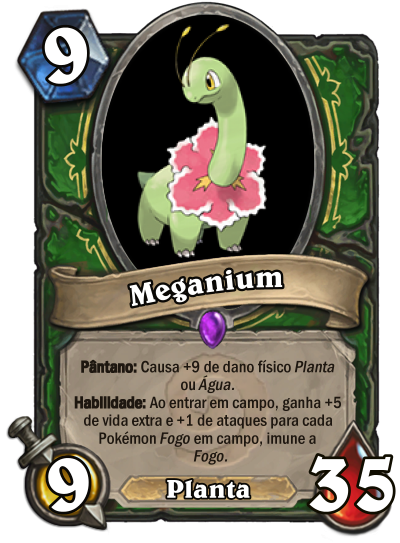 9
Meganium
Pântano: Causa +9 de dano físico Planta
ou Água.
Habilidade: Ao entrar em campo, ganha +5
de vida extra e +1 de ataques para cada
Pokémon Fogo em campo, imune a
Fogo.
9
Planta
35